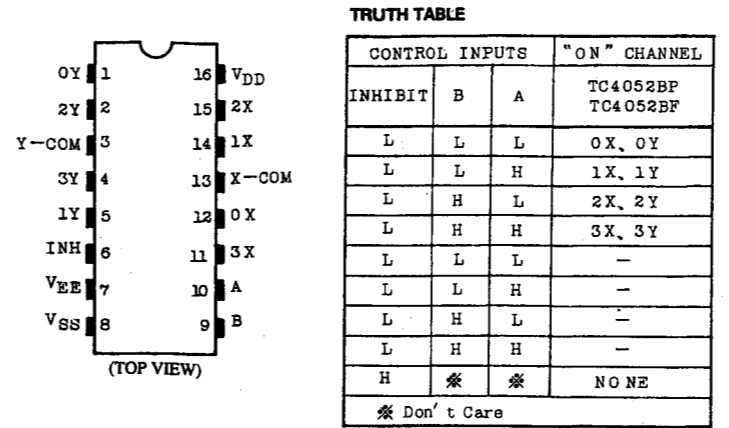 TRUTH TABLE
0Y 1 16 VDD
2Y 2 15 2X
Y-COM 3 14 1X
3Y 4 13 X-COM
1Y 5 12 0X
INH 6 11 3X
VEE 7 10 A
VSS 8 9 B
(TOP VIEW)
CONTROL INPUTS "ON" CHANNEL
INHIBIT B A TC4052BP
TC4052BF
L L L 0X、0Y
L L H 1X、1Y
L H L 2X、2Y
L H H 3X、3Y
L L L —
L L H —
L H L —
L H H —
H ※ ※ NONE
※ Don't Care